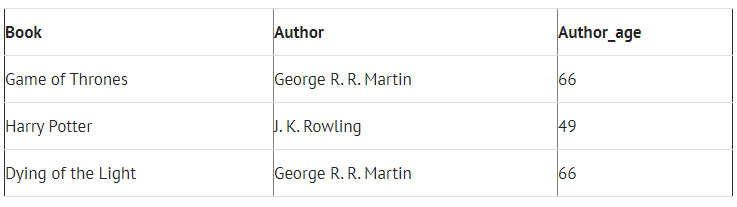 Book Author Author_age
Game of Thrones George R. R. Martin 66
Harry Potter J. K. Rowling 49
Dying of the Light George R. R. Martin 66